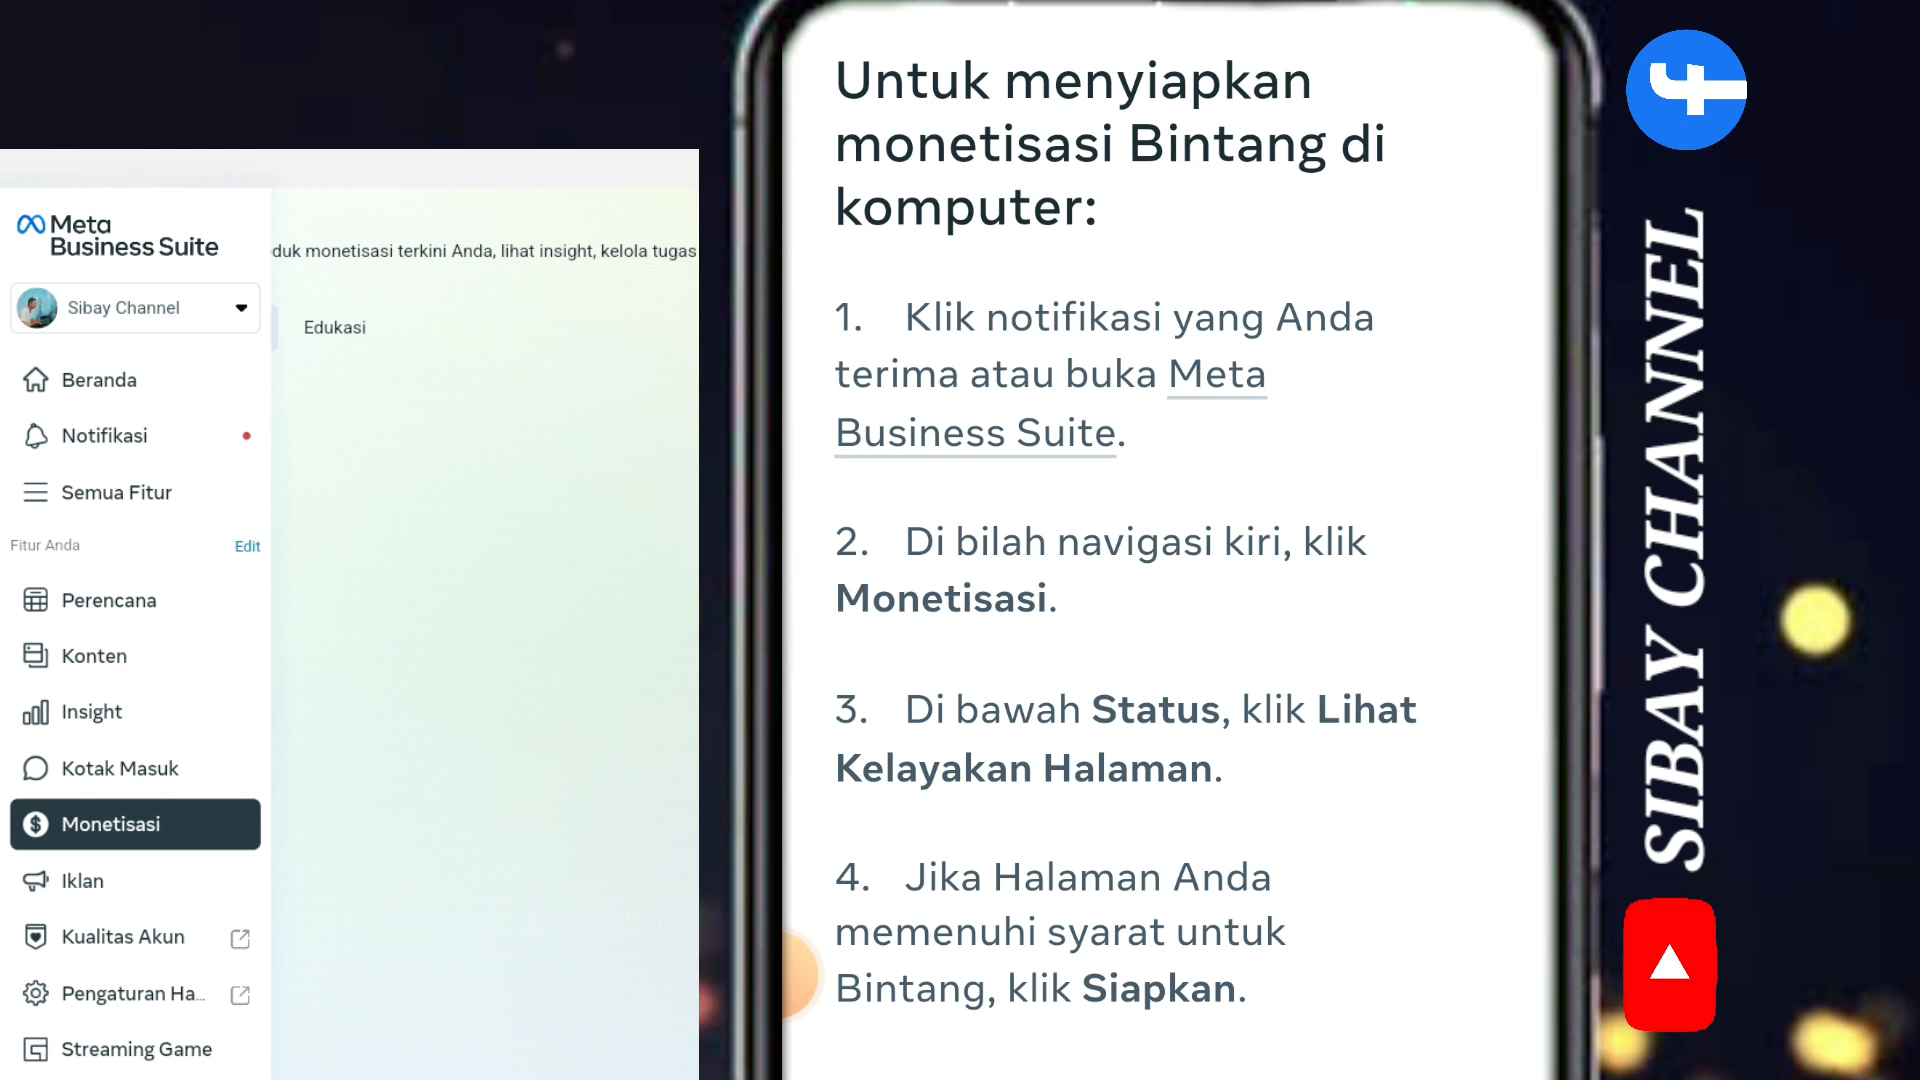 Meta
Business Suite
Sibay Channel
Beranda
Notifikasi
Semua Fitur
Fitur Anda
Edit
Perencana
Konten
Insight
Kotak Masuk
Monetisasi
Iklan
Kualitas Akun
Pengaturan Ha...
Streaming Game
duk monetisasi terkini Anda, lihat insight, kelola tugas
Edukasi
Untuk menyiapkan
monetisasi Bintang di
komputer:
1. Klik notifikasi yang Anda
terima atau buka Meta
Business Suite.
2. Di bilah navigasi kiri, klik
Monetisasi.
3. Di bawah Status, klik Lihat
Kelayakan Halaman.
4. Jika Halaman Anda
memenuhi syarat untuk
Bintang, klik Siapkan.
SIBAY CHANNEL